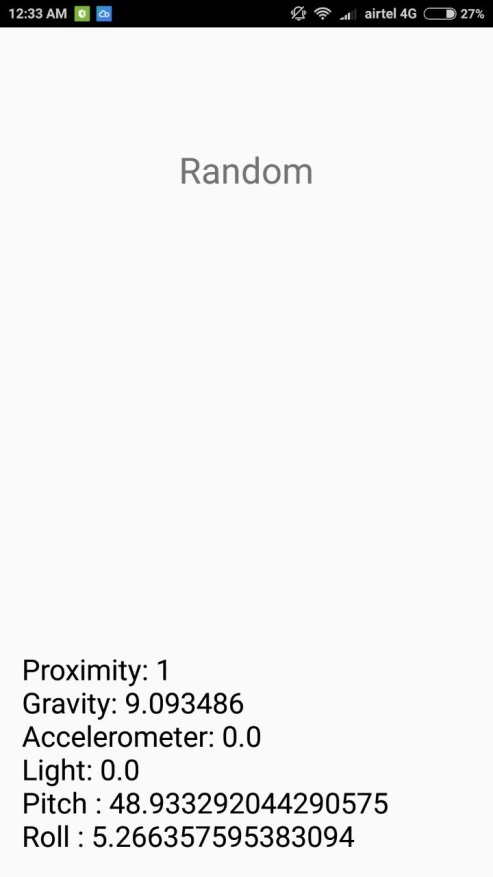 12:33 AM airtel 4G 27%
Random
Proximity: 1
Gravity: 9.093486
Accelerometer: 0.0
Light: 0.0
Pitch : 48.933292044290575
Roll : 5.266357595383094